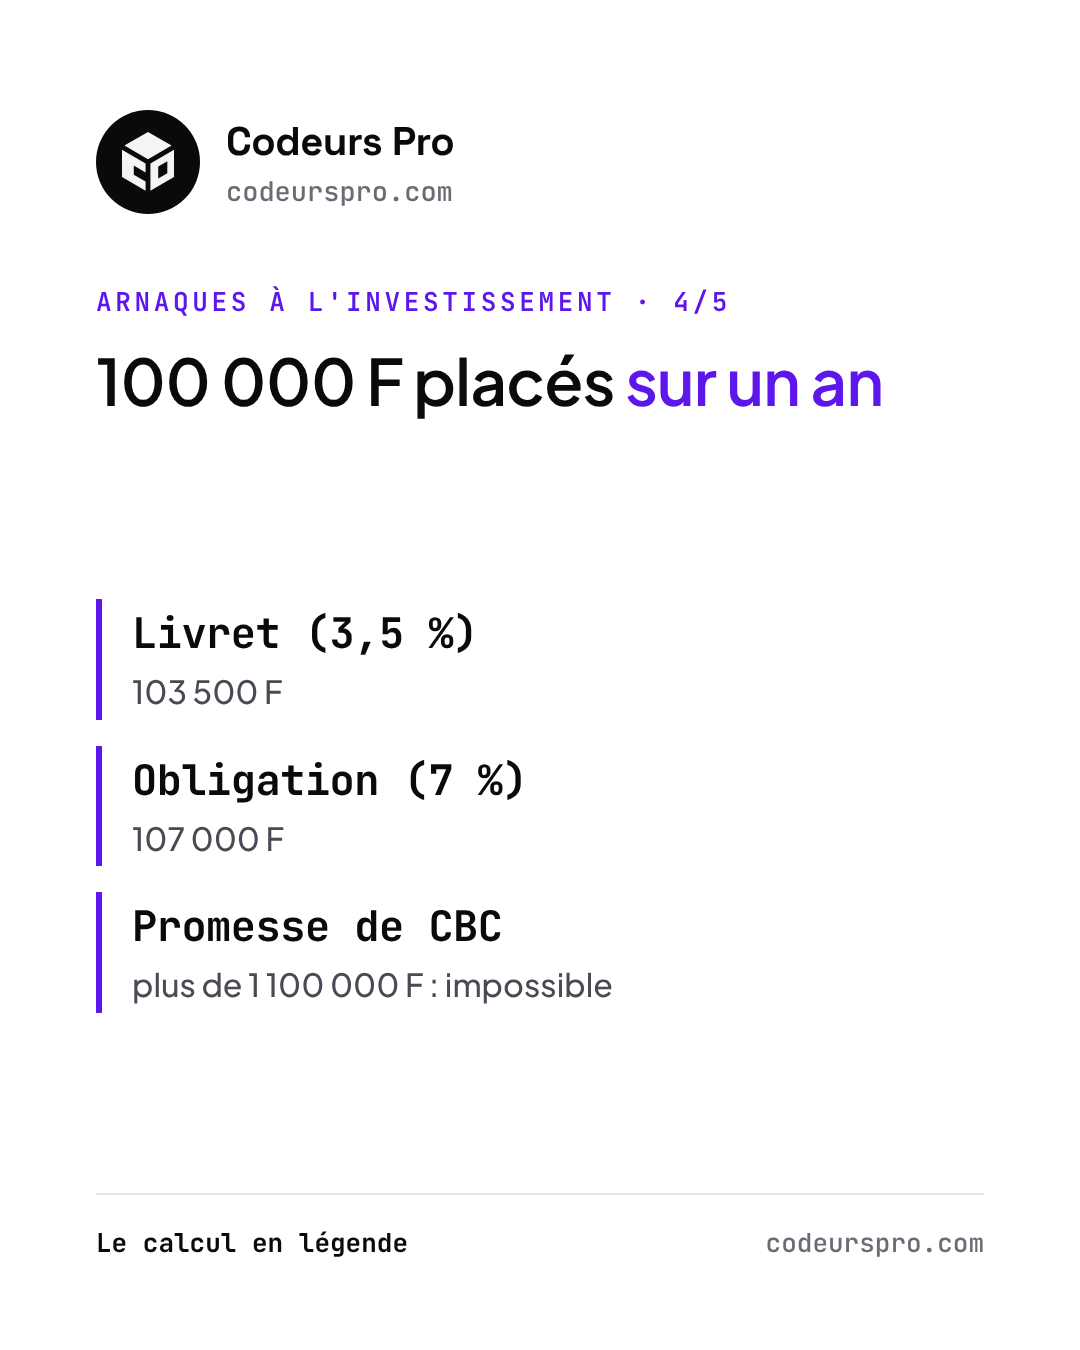 Codeurs Pro
codeurspro.com
ARNAQUES À L'INVESTISSEMENT · 4/5
100 000 F placés sur un an
Livret (3,5 %)
103 500 F
Obligation (7 %)
107 000 F
Promesse de CBC
plus de 1 100 000 F : impossible
Le calcul en légende
codeurspro.com